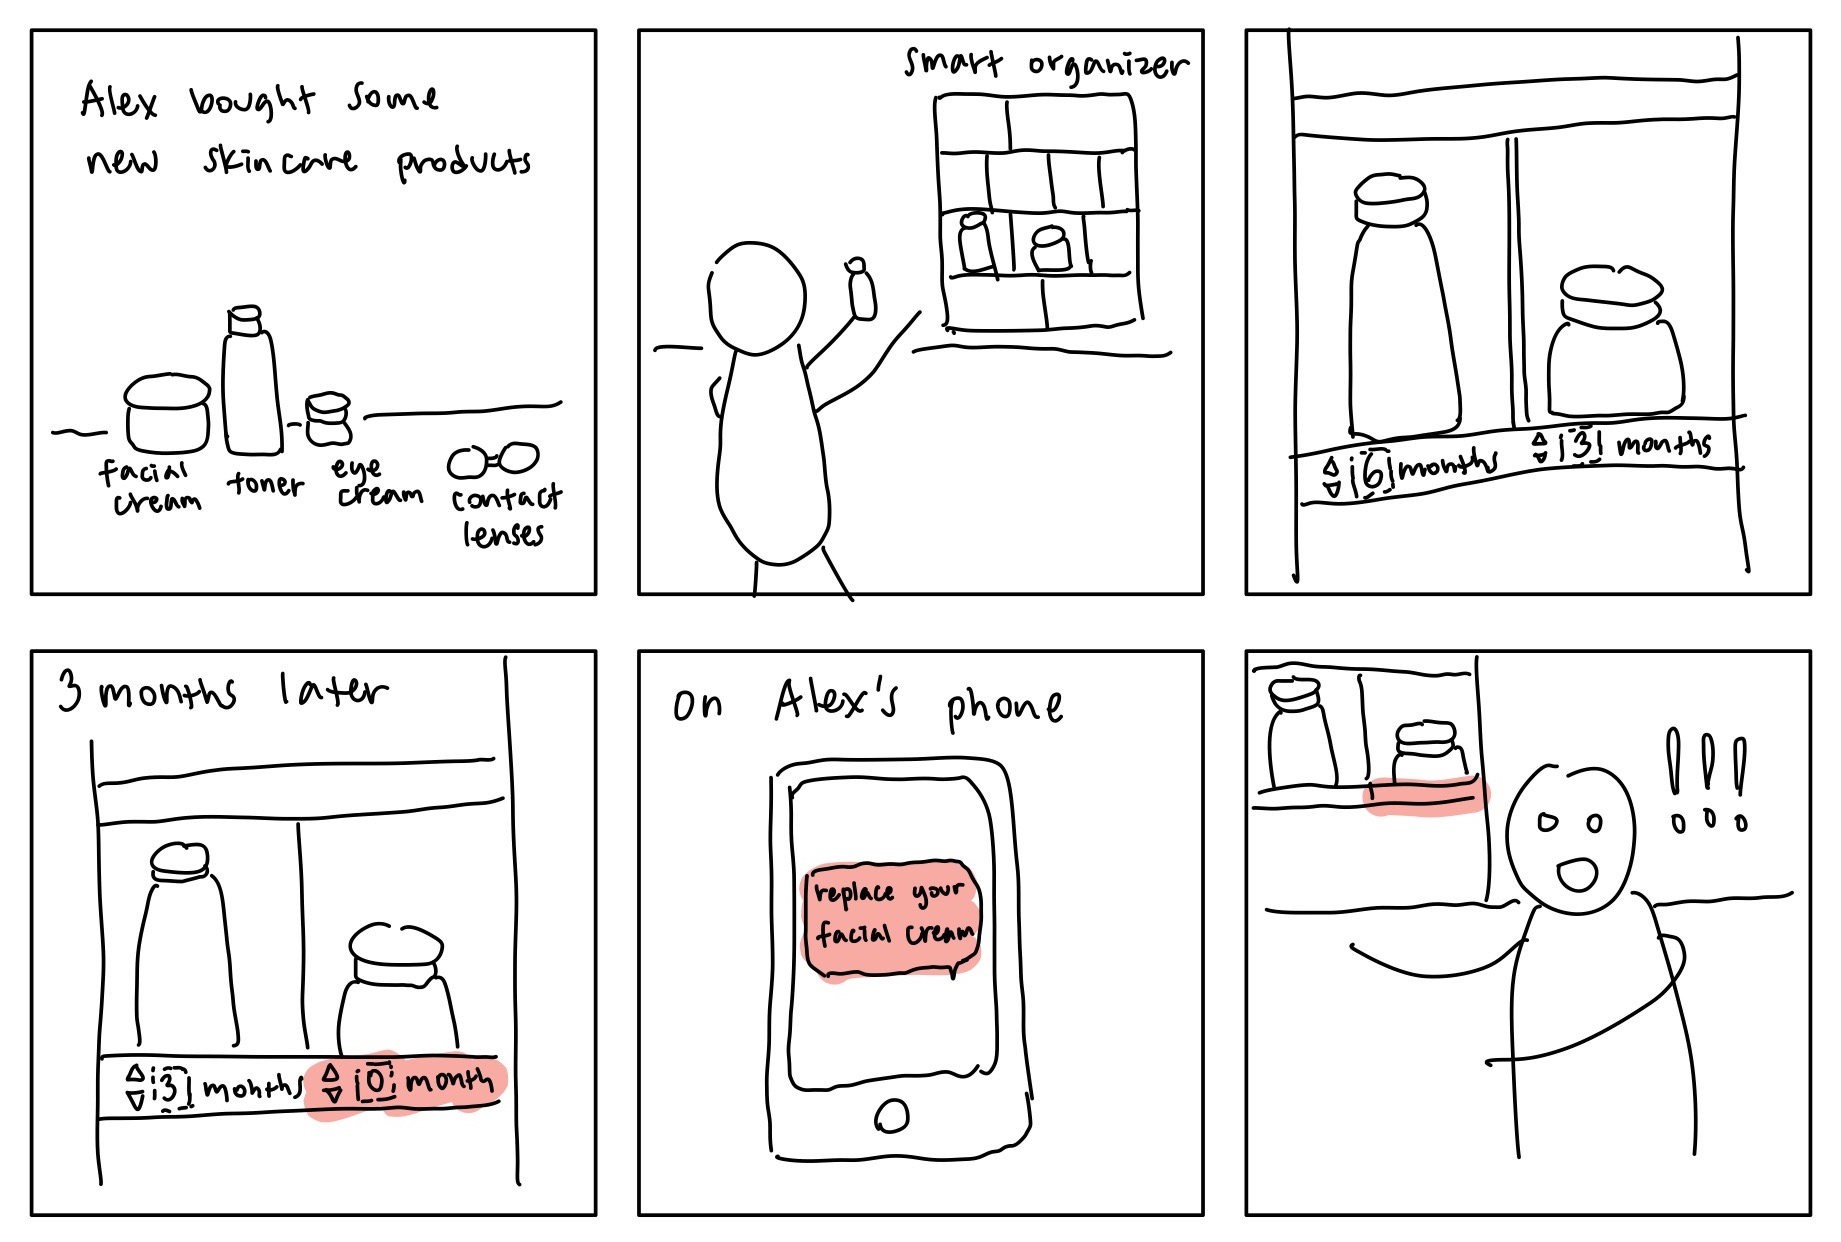 Alex bought some
new skincare products
facial
cream
toner
eye
cream
contact
lenses
smart organizer
6 months
3 months
3 months later
3 months
0 month
on Alex's phone
replace your
facial cream
!!!